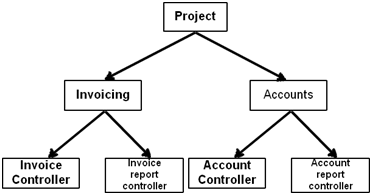 Project
Invoicing
Accounts
Invoice
Controller
Invoice
report
controller
Account
Controller
Account
report
controller